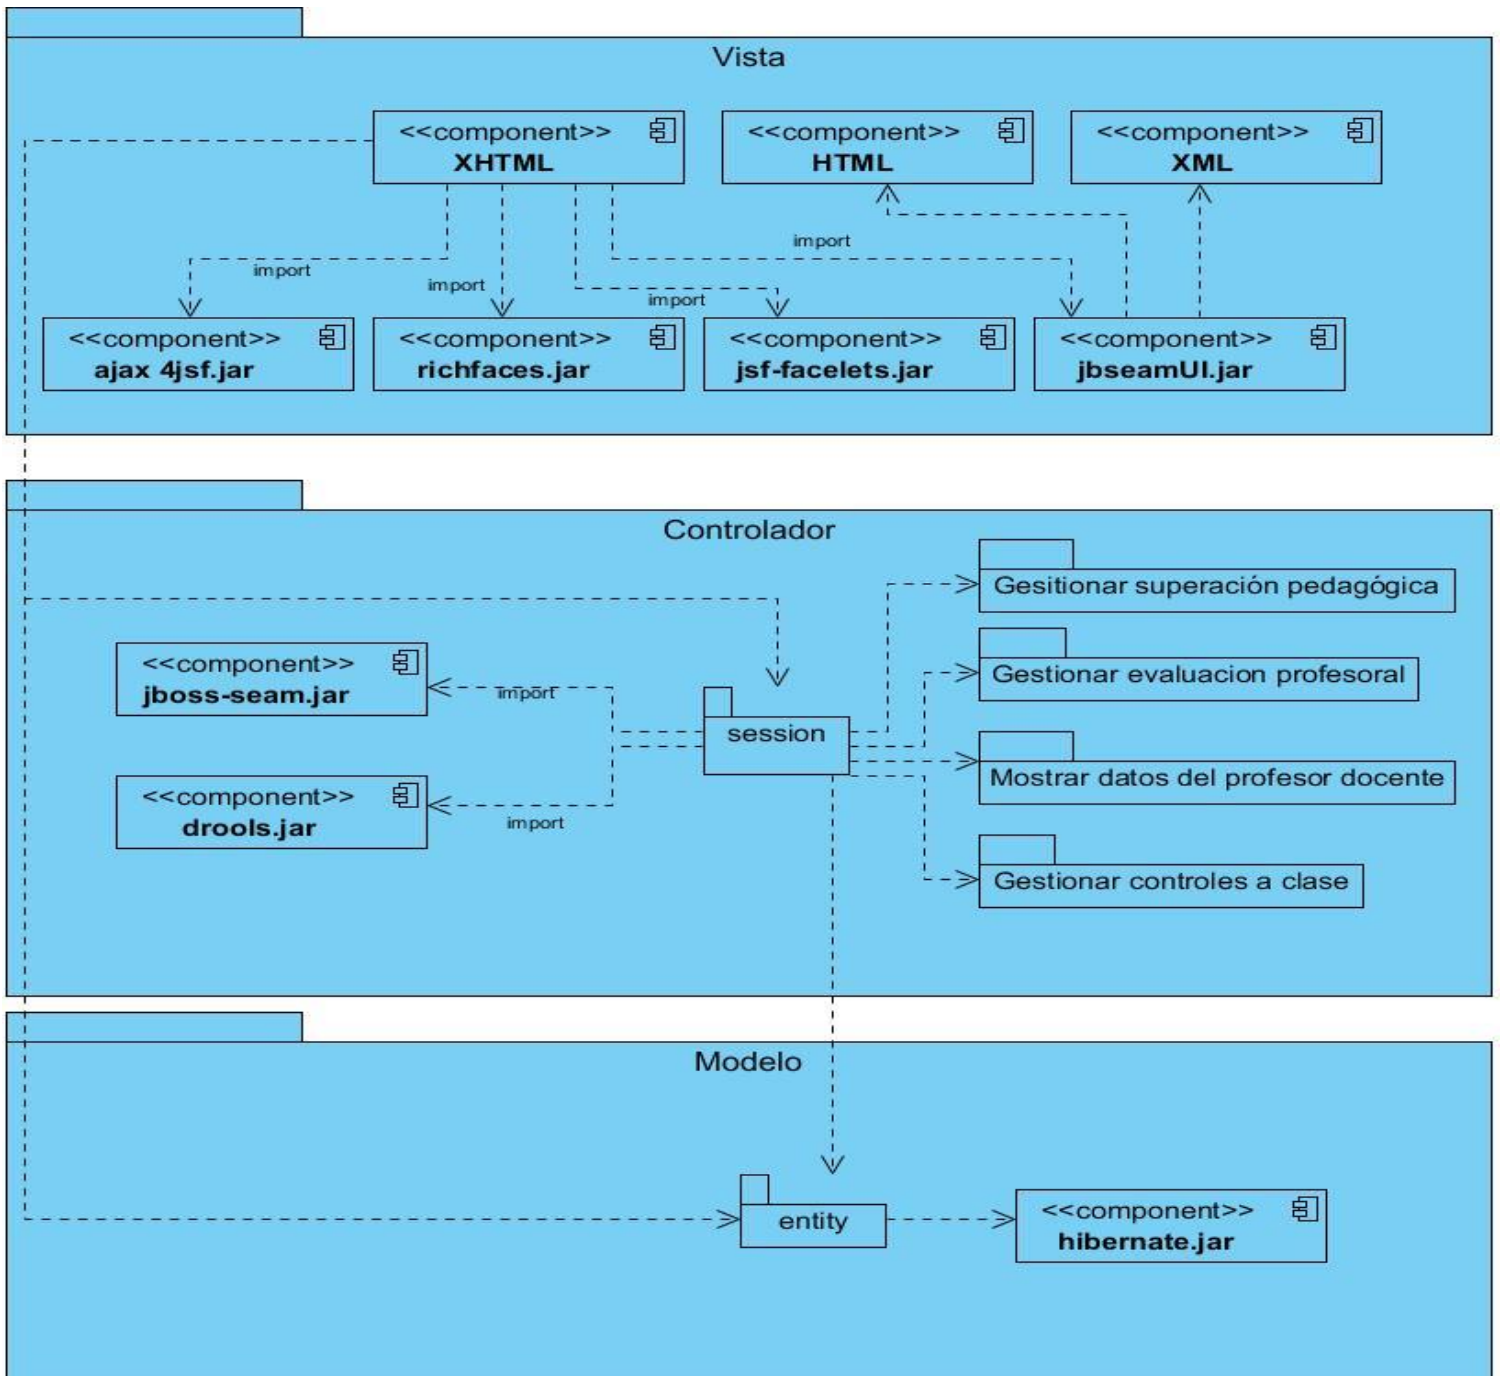 Vista
<<component>>
XHTML
<<component>>
HTML
<<component>>
XML
import
import
import
import
<<component>>
ajax 4jsf.jar
<<component>>
richfaces.jar
<<component>>
jsf-facelets.jar
<<component>>
jbseamUI.jar
Controlador
Gesitionar superación pedagógica
<<component>>
jboss-seam.jar
import
Gestionar evaluacion profesoral
session
Mostrar datos del profesor docente
<<component>>
drools.jar
import
Gestionar controles a clase
Modelo
entity
<<component>>
hibernate.jar